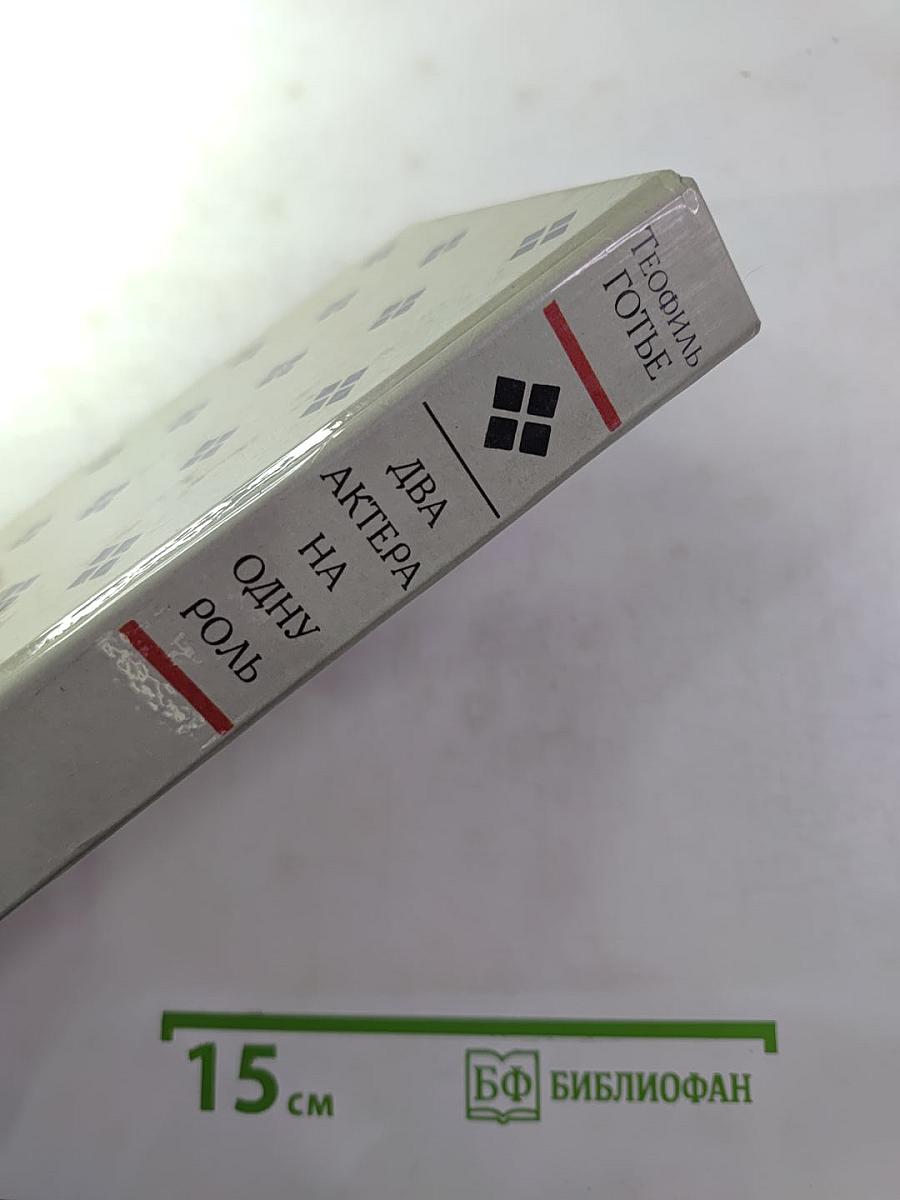 ТЕОФИЛЬ
ГОТЬЕ
ДВА
АКТЕРА
НА
ОДНУ
РОЛЬ
15 см
БФ БИБЛИОФАН